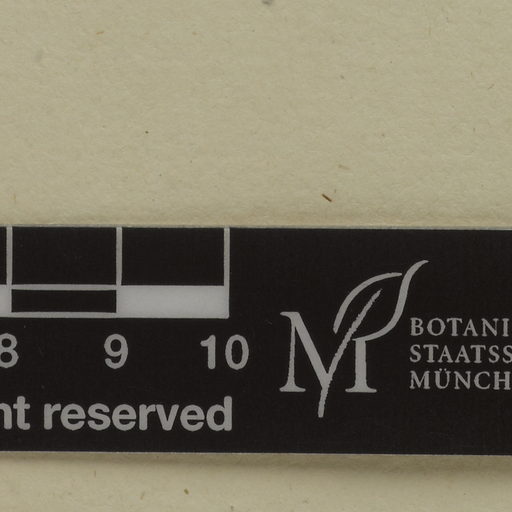 8 9 10
nt reserved
M
BOTANI
STAATSS
MÜNCH